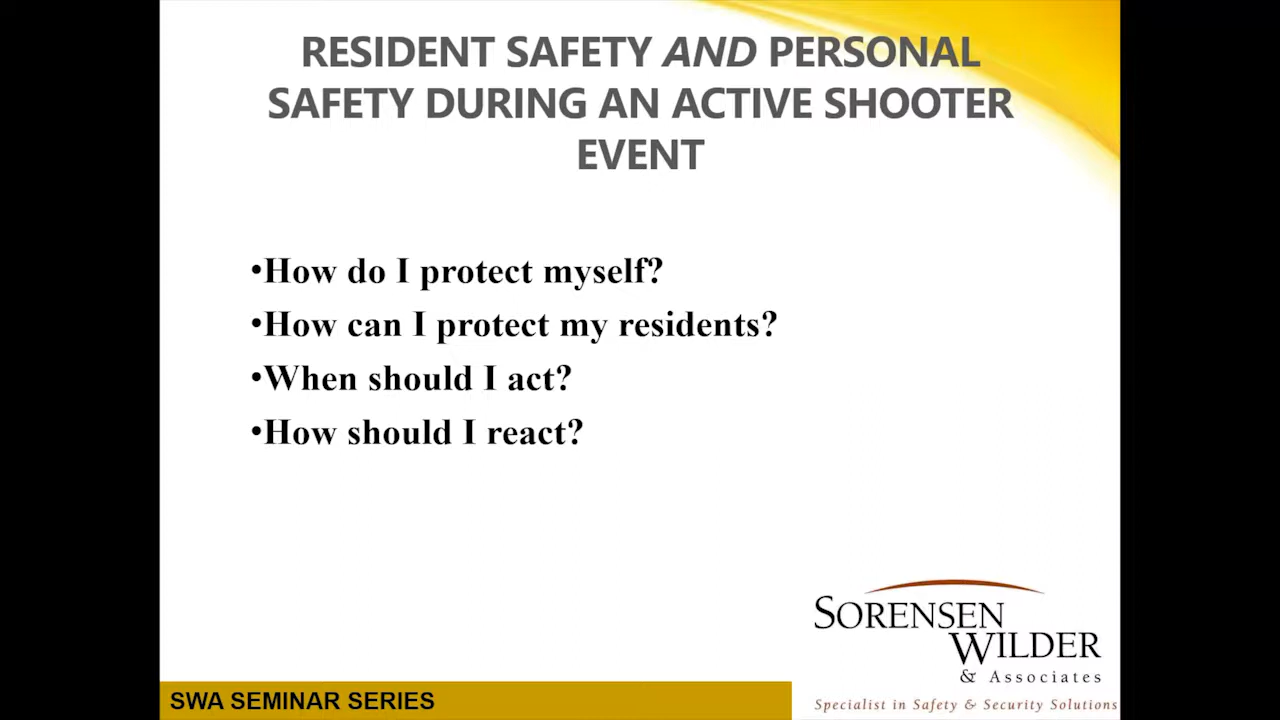 RESIDENT SAFETY AND PERSONAL
SAFETY DURING AN ACTIVE SHOOTER
EVENT
•How do I protect myself?
•How can I protect my residents?
•When should I act?
•How should I react?
SORENSEN
WILDER
& Associates
Specialist in Safety & Security Solutions
SWA SEMINAR SERIES